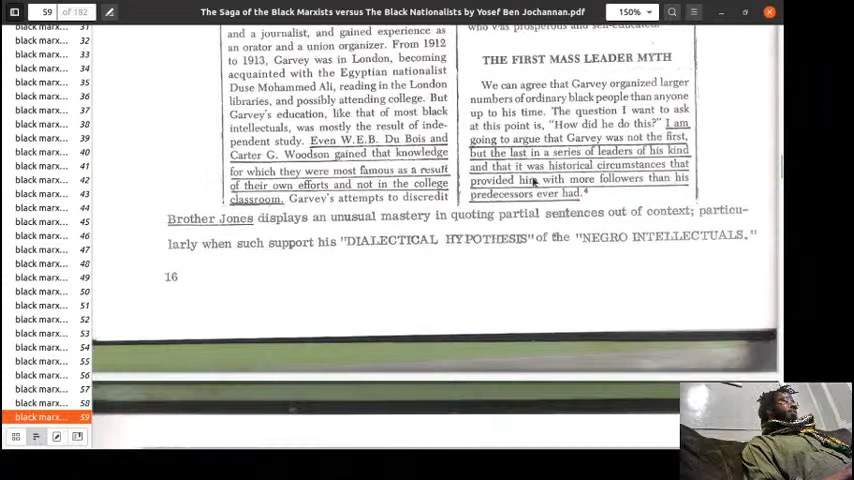 59 of 182
The Saga of the Black Marxists versus The Black Nationalists by Yosef Ben Jochannan.pdf
150%
black marx... 31
black marx... 32
black marx... 33
black marx... 34
black marx... 35
black marx... 36
black marx... 37
black marx... 38
black marx... 39
black marx... 40
black marx... 41
black marx... 42
black marx... 43
black marx... 44
black marx... 45
black marx... 46
black marx... 47
black marx... 48
black marx... 49
black marx... 50
black marx... 51
black marx... 52
black marx... 53
black marx... 54
black marx... 55
black marx... 56
black marx... 57
black marx... 58
black marx... 59
and a journalist, and gained experience as
an orator and a union organizer. From 1912
to 1913, Garvey was in London, becoming
acquainted with the Egyptian nationalist
Duse Mohammed Ali, reading in the London
libraries, and possibly attending college. But
Garvey's education, like that of most black
intellectuals, was mostly the result of inde-
pendent study. Even W.E.B. Du Bois and
Carter G. Woodson gained that knowledge
for which they were most famous as a result
of their own efforts and not in the college
classroom. Garvey's attempts to discredit
who was prosperous and self-educated.
THE FIRST MASS LEADER MYTH
We can agree that Garvey organized larger
numbers of ordinary black people than anyone
up to his time. The question I want to ask
at this point is, "How did he do this?" I am
going to argue that Garvey was not the first,
but the last in a series of leaders of his kind
and that it was historical circumstances that
provided him with more followers than his
predecessors ever had.4
Brother Jones displays an unusual mastery in quoting partial sentences out of context; particu-
larly when such support his "DIALECTICAL HYPOTHESIS" of the "NEGRO INTELLECTUALS."
16